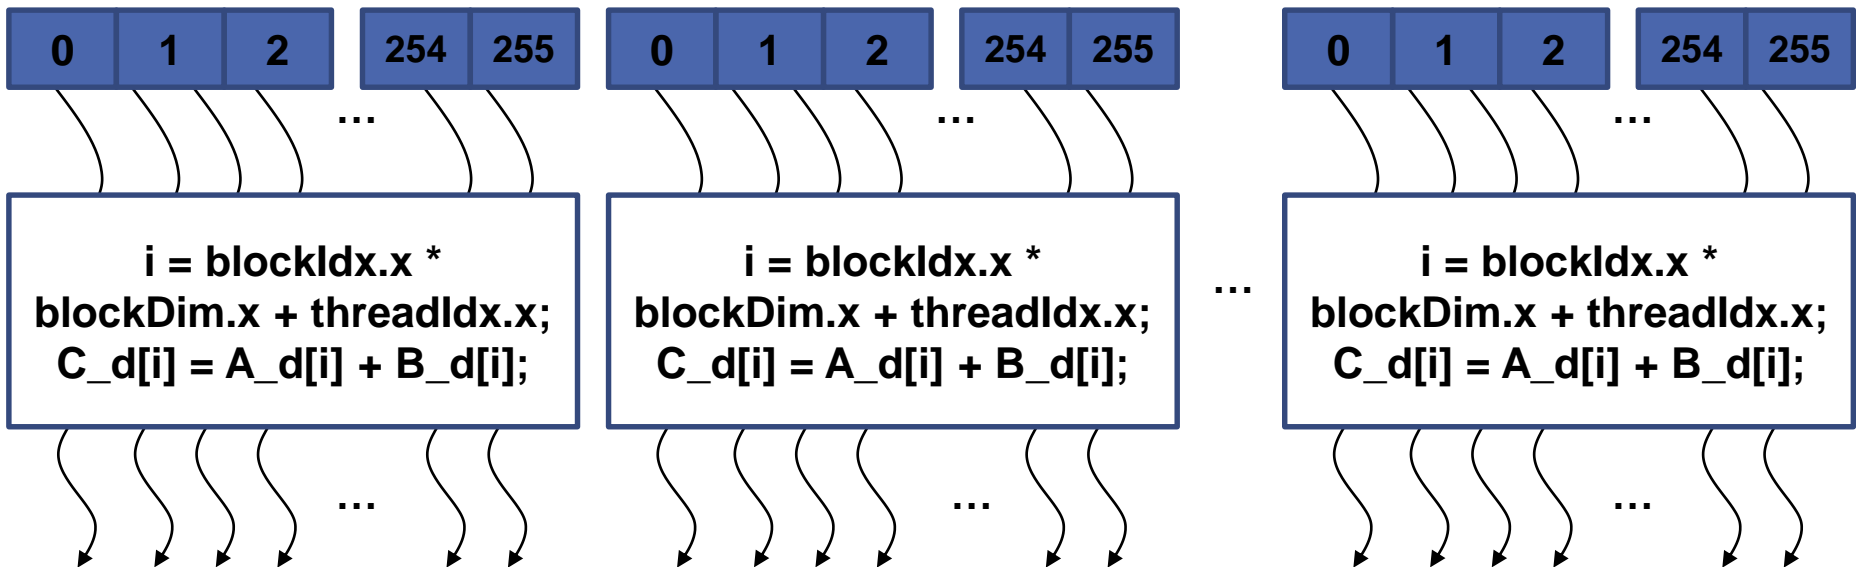 0 1 2 254 255 0 1 2 254 255 0 1 2 254 255
... ... ...
i = blockIdx.x *
blockDim.x + threadIdx.x;
C_d[i] = A_d[i] + B_d[i];
i = blockIdx.x *
blockDim.x + threadIdx.x;
C_d[i] = A_d[i] + B_d[i];
...
i = blockIdx.x *
blockDim.x + threadIdx.x;
C_d[i] = A_d[i] + B_d[i];
... ... ...